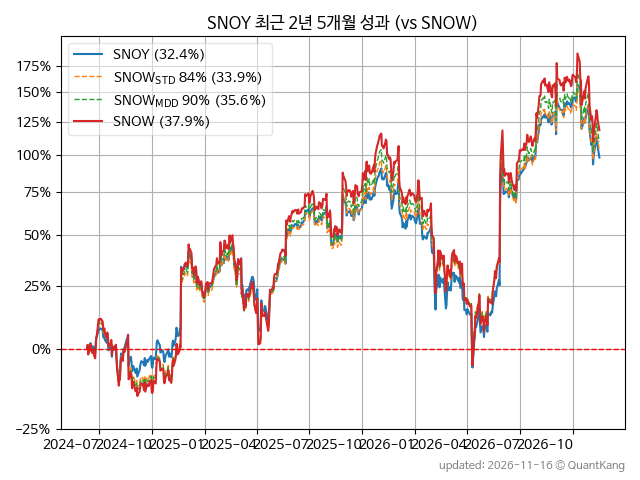 SNOY 최근 2년 5개월 성과 (vs SNOW)
SNOY (32.4%)
SNOWSTD 84% (33.9%)
SNOWMDD 90% (35.6%)
SNOW (37.9%)
175%
150%
125%
100%
75%
50%
25%
0%
−25%
2024-07 2024-10 2025-01 2025-04 2025-07 2025-10 2026-01 2026-04 2026-07 2026-10
updated: 2026-11-16 © QuantKang